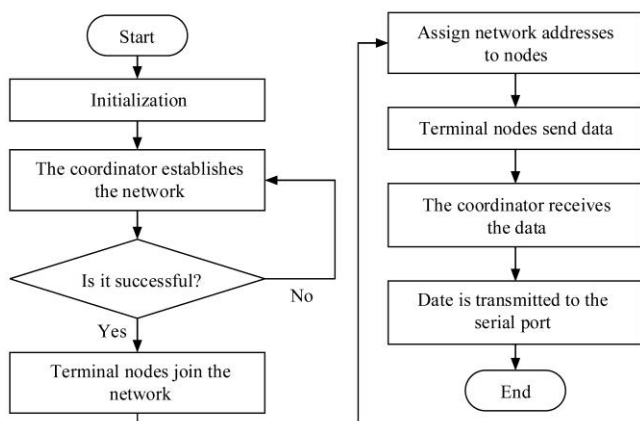 Start
Initialization
The coordinator establishes
the network
Is it successful?
No
Yes
Terminal nodes join the
network
Assign network addresses
to nodes
Terminal nodes send data
The coordinator receives
the data
Date is transmitted to the
serial port
End